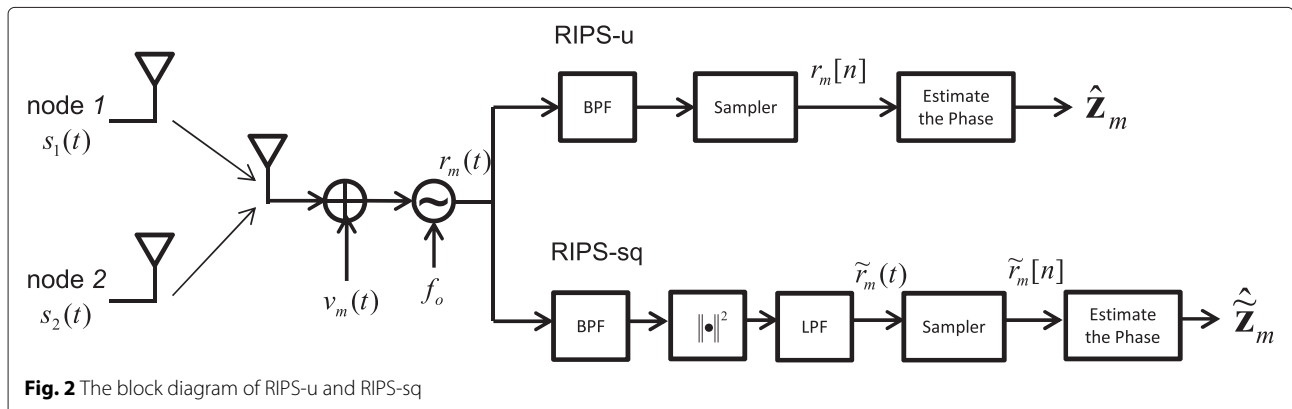 RIPS-u
node 1
s₁(t)
BPF
Sampler
rₘ[n]
Estimate
the Phase
ẑₘ
rₘ(t)
node 2
s₂(t)
vₘ(t)
fₒ
RIPS-sq
BPF
‖•‖²
LPF
r̃ₘ(t)
Sampler
r̃ₘ[n]
Estimate
the Phase
z̃̂ₘ
Fig. 2 The block diagram of RIPS-u and RIPS-sq